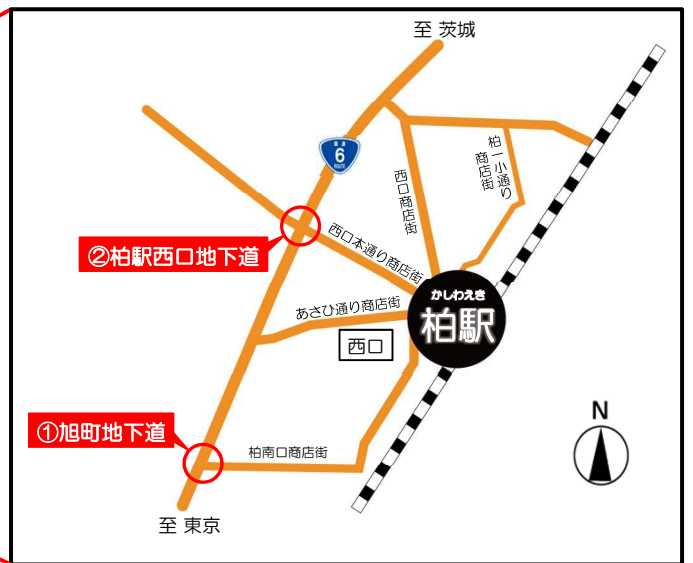 至 茨城
国道
6
ROUTE
柏一小通り
商店街
西口商店街
西口本通り商店街
②柏駅西口地下道
あさひ通り商店街
かしわえき
柏駅
西口
①旭町地下道
柏南口商店街
N
至 東京